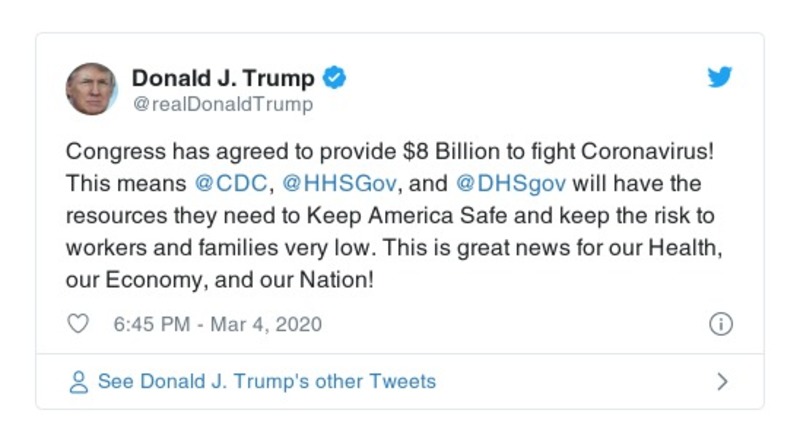 Donald J. Trump
@realDonaldTrump
Congress has agreed to provide $8 Billion to fight Coronavirus!
This means @CDC, @HHSGov, and @DHSgov will have the
resources they need to Keep America Safe and keep the risk to
workers and families very low. This is great news for our Health,
our Economy, and our Nation!
6:45 PM - Mar 4, 2020
See Donald J. Trump's other Tweets